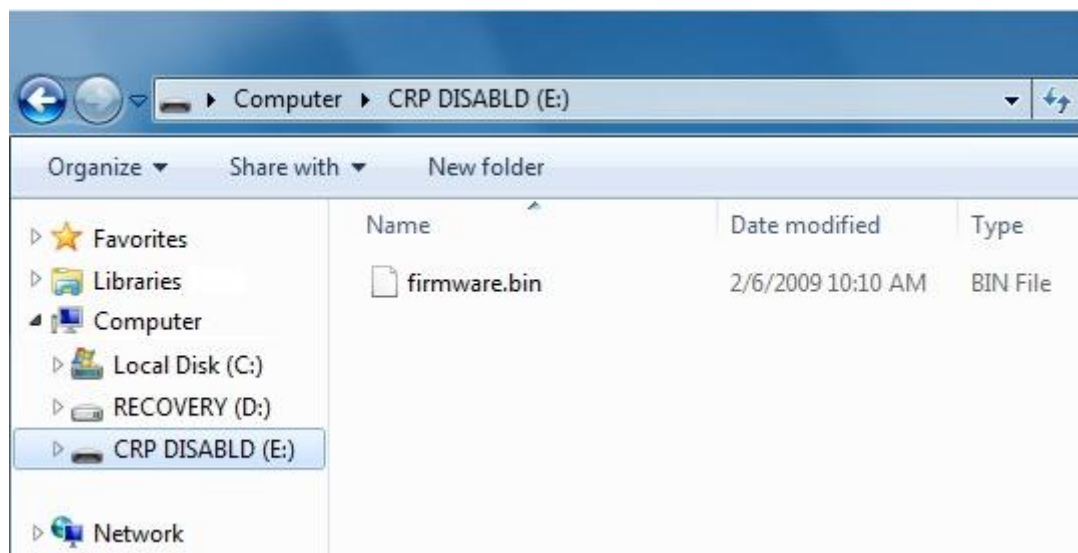 Computer ▸ CRP DISABLD (E:)
Organize Share with New folder
Name Date modified Type
Favorites
Libraries
Computer
Local Disk (C:)
RECOVERY (D:)
CRP DISABLD (E:)
Network
firmware.bin 2/6/2009 10:10 AM BIN File